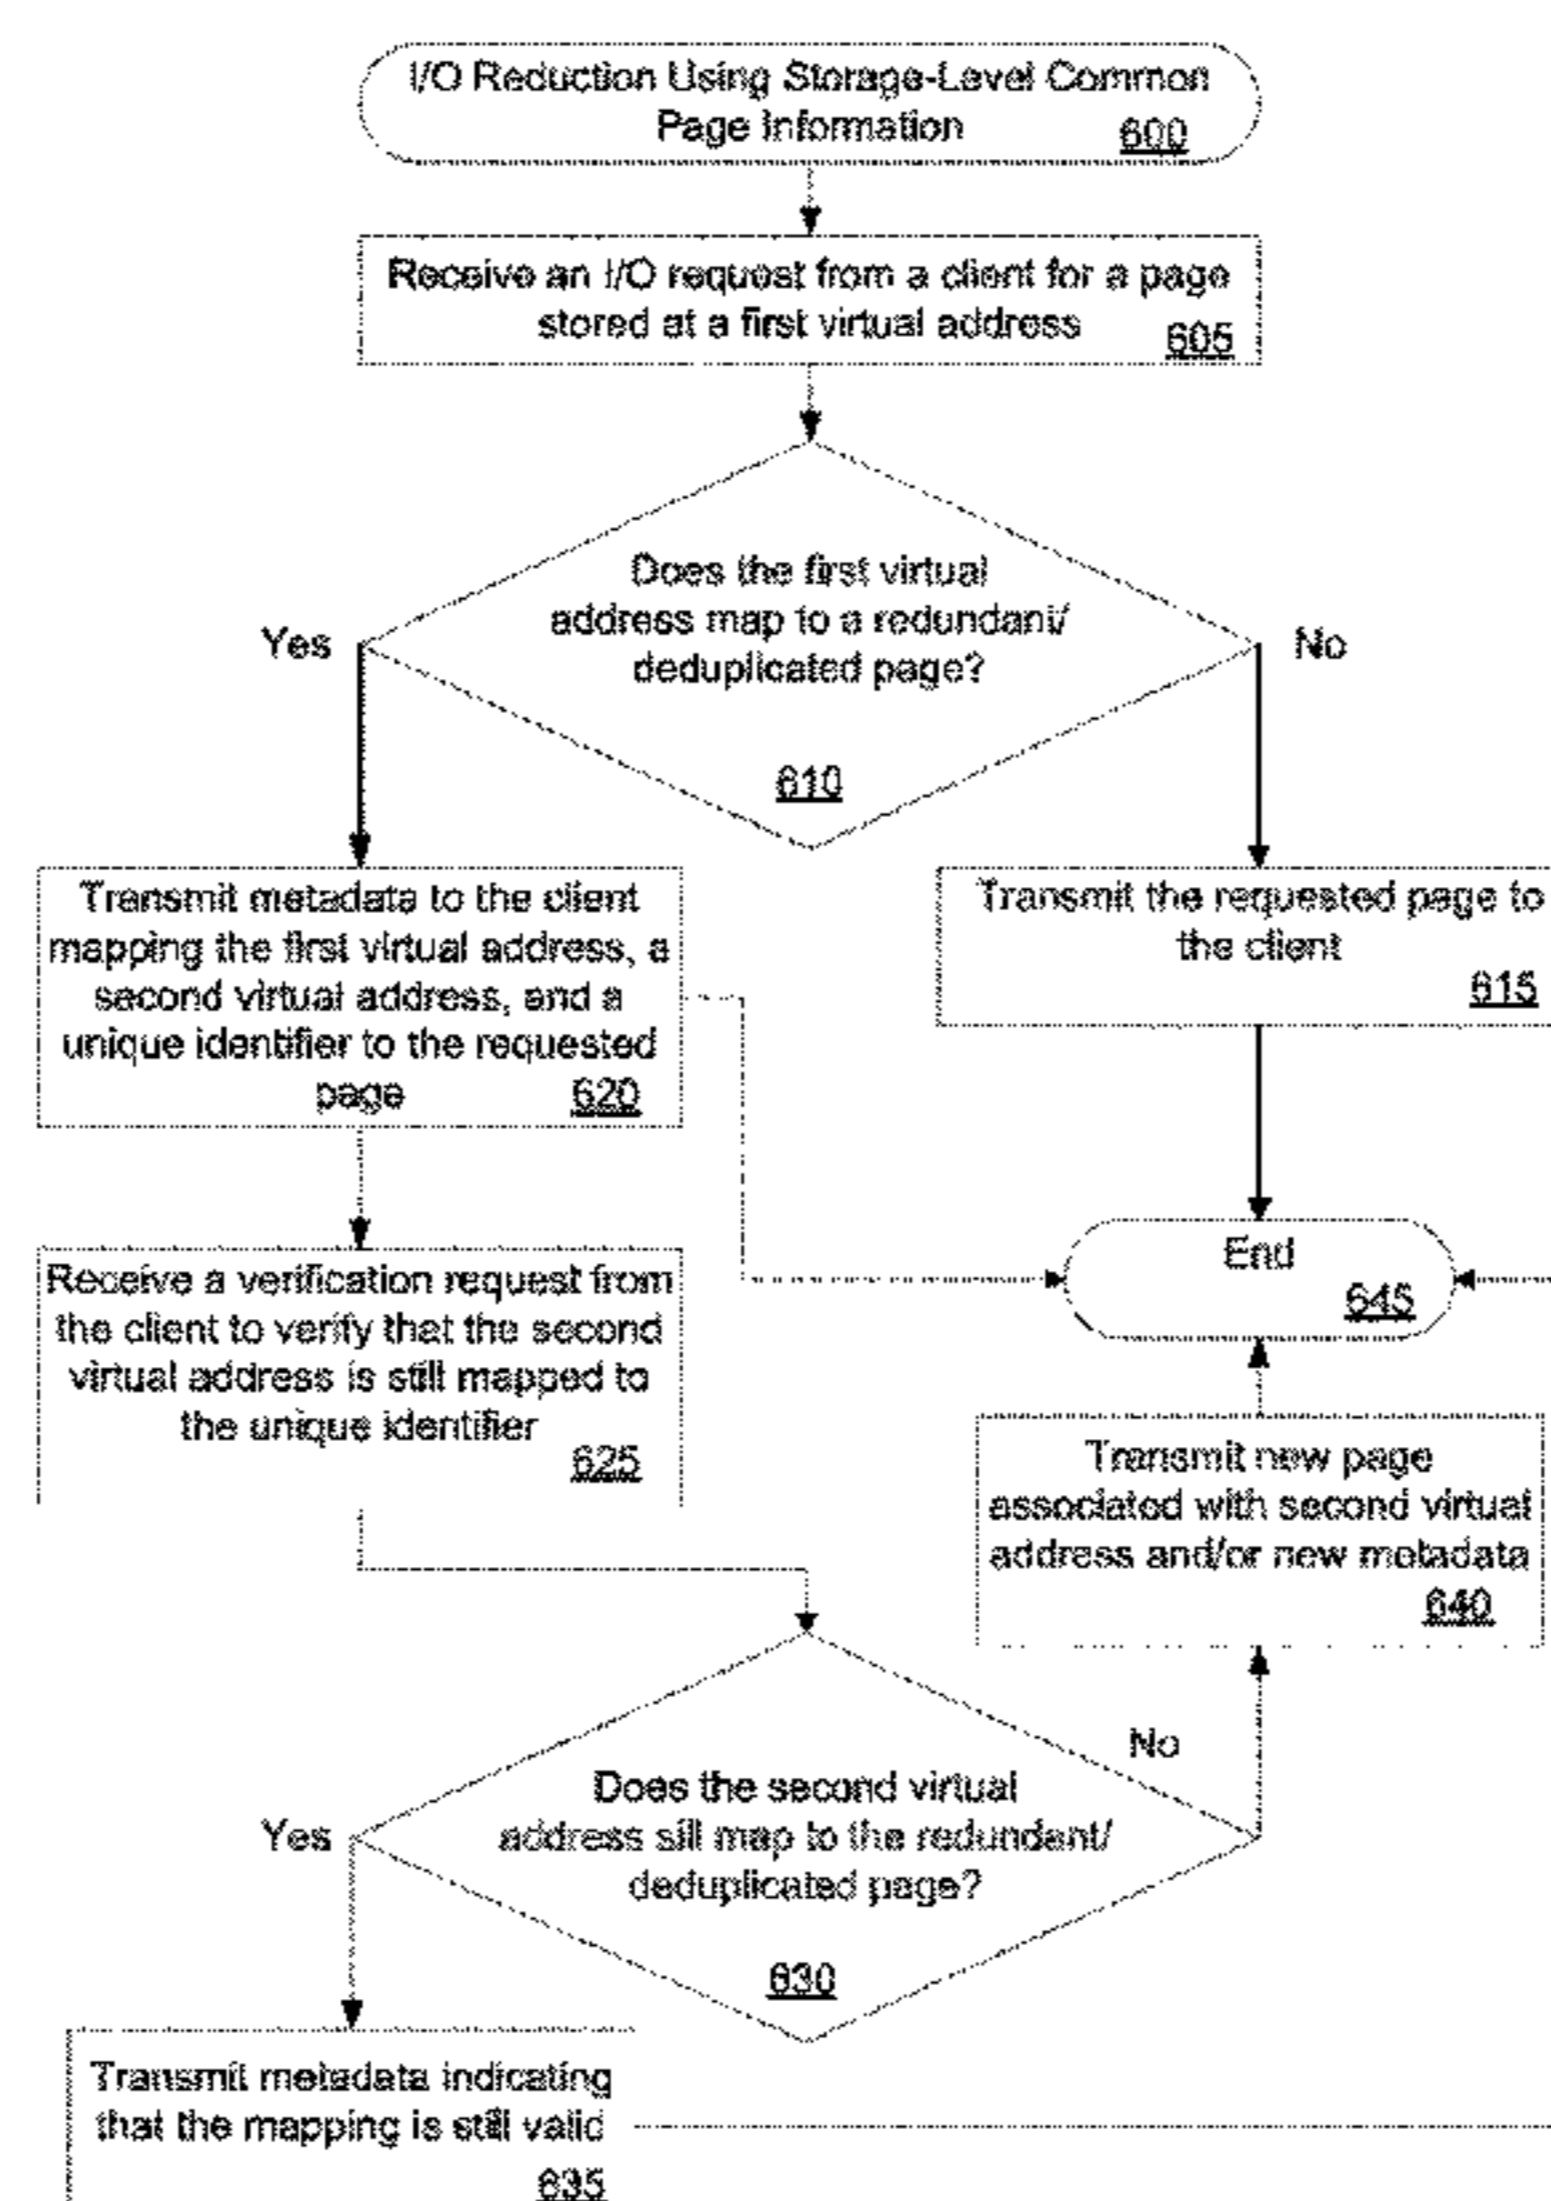 I/O Reduction Using Storage-Level Common
Page Information 600
Receive an I/O request from a client for a page
stored at a first virtual address
605
Does the first virtual
address map to a redundant/
deduplicated page?
610
Yes
No
Transmit metadata to the client
mapping the first virtual address, a
second virtual address, and a
unique identifier to the requested
page 620
Transmit the requested page to
the client
615
Receive a verification request from
the client to verify that the second
virtual address is still mapped to
the unique identifier
625
End
645
Transmit new page
associated with second virtual
address and/or new metadata
640
Does the second virtual
address sill map to the redundant/
deduplicated page?
630
Yes
No
Transmit metadata indicating
that the mapping is still valid
635